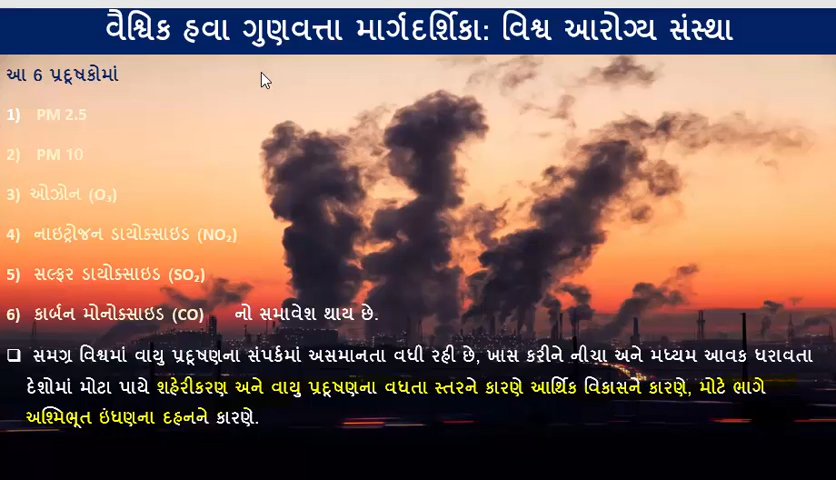 વૈશ્વિક હવા ગુણવત્તા માર્ગદર્શિકા: વિશ્વ આરોગ્ય સંસ્થા
આ 6 પ્રદૂષકોમાં
1) PM 2.5
2) PM 10
3) ઓઝોન (O₃)
4) નાઇટ્રોજન ડાયોક્સાઇડ (NO₂)
5) સલ્ફર ડાયોક્સાઇડ (SO₂)
6) કાર્બન મોનોક્સાઇડ (CO) નો સમાવેશ થાય છે.
❑ સમગ્ર વિશ્વમાં વાયુ પ્રદૂષણના સંપર્કમાં અસમાનતા વધી રહી છે, ખાસ કરીને નીચા અને મધ્યમ આવક ધરાવતા
દેશોમાં મોટા પાયે શહેરીકરણ અને વાયુ પ્રદૂષણના વધતા સ્તરને કારણે આર્થિક વિકાસને કારણે, મોટે ભાગે
અશ્મિભૂત ઇંધણના દહનને કારણે.